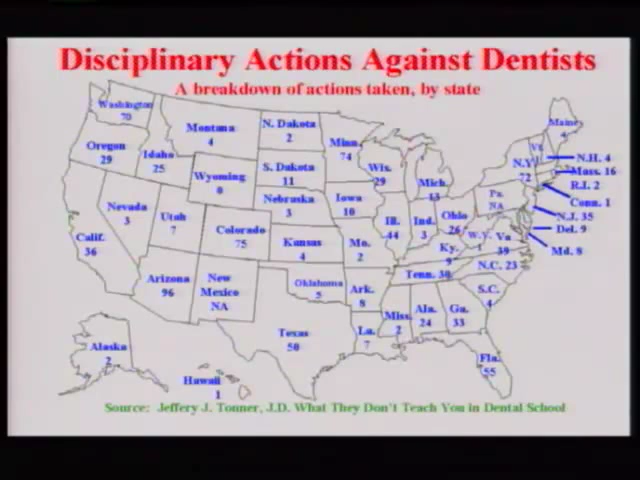 Disciplinary Actions Against Dentists
A breakdown of actions taken, by state
Washington
70
Oregon
29
Idaho
25
Montana
4
Wyoming
0
N. Dakota
2
S. Dakota
11
Nebraska
3
Kansas
4
Oklahoma
5
Texas
50
Minn.
74
Iowa
10
Mo.
2
Ark.
8
La.
7
Wis.
29
Ill.
44
Mich.
13
Ind.
3
Ohio
26
Ky.
9
Tenn. 30
Miss.
2
Ala.
24
Ga.
33
Fla.
55
S.C.
4
N.C. 23
Va
39
W.V.
1
Pa.
NA
N.Y.
72
Vt.
Maine
4
N.H. 4
Mass. 16
R.I. 2
Conn. 1
N.J. 35
Del. 9
Md. 8
Nevada
3
Utah
7
Colorado
75
Calif.
36
Arizona
96
New
Mexico
NA
Alaska
2
Hawaii
1
Source: Jeffery J. Tonner, J.D. What They Don't Teach You in Dental School